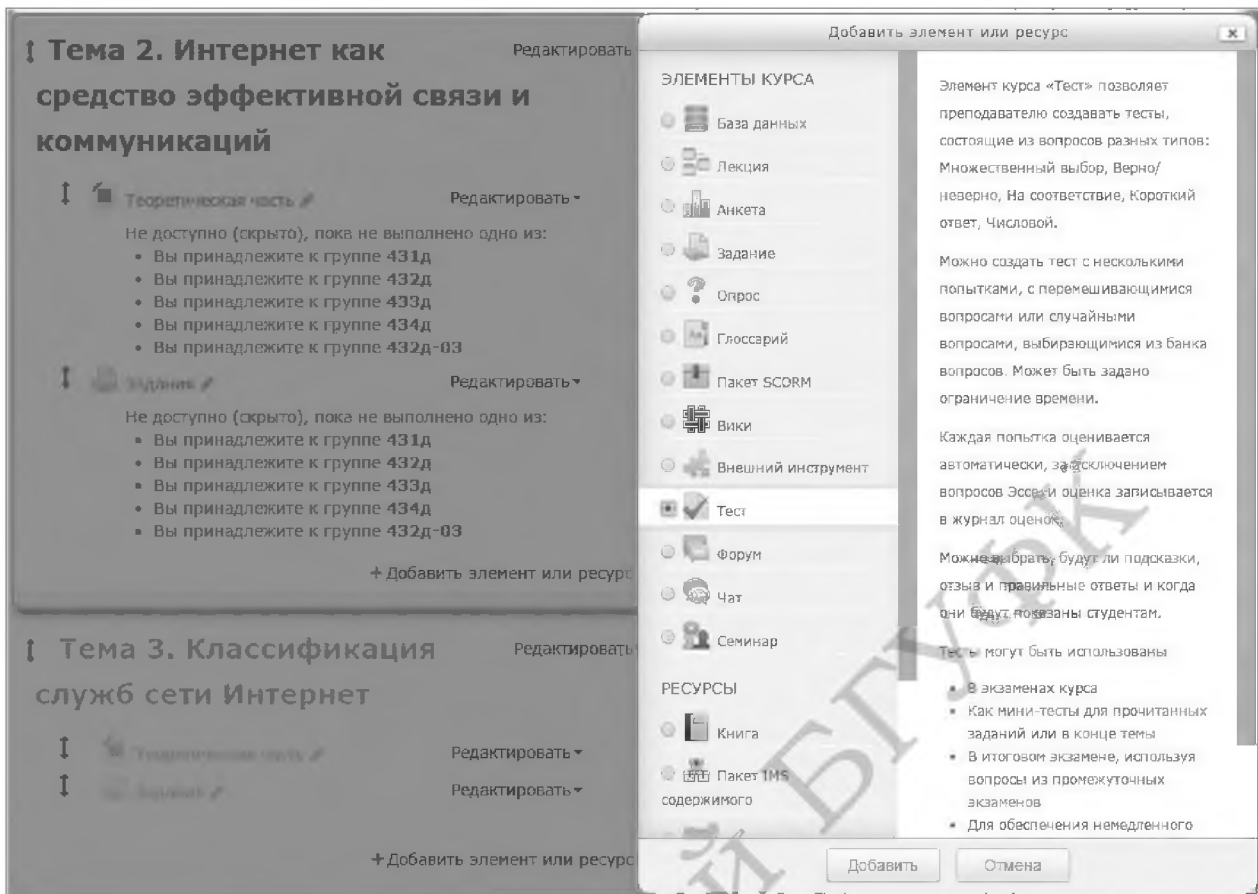 Тема 2. Интернет как
средство эффективной связи и
коммуникаций
Редактировать
Теоретическая часть
Редактировать
Не доступно (скрыто), пока не выполнено одно из:
• Вы принадлежите к группе 431д
• Вы принадлежите к группе 432д
• Вы принадлежите к группе 433д
• Вы принадлежите к группе 434д
• Вы принадлежите к группе 432д-03
Задание
Редактировать
Не доступно (скрыто), пока не выполнено одно из:
• Вы принадлежите к группе 431д
• Вы принадлежите к группе 432д
• Вы принадлежите к группе 433д
• Вы принадлежите к группе 434д
• Вы принадлежите к группе 432д-03
+ Добавить элемент или ресурс
Тема 3. Классификация
служб сети Интернет
Редактировать
Теоретическая часть
Редактировать
Задание
Редактировать
+ Добавить элемент или ресурс
Добавить элемент или ресурс
ЭЛЕМЕНТЫ КУРСА
База данных
Лекция
Анкета
Задание
Опрос
Глоссарий
Пакет SCORM
Вики
Внешний инструмент
Тест
Форум
Чат
Семинар
РЕСУРСЫ
Книга
Пакет IMS
содержимого
Элемент курса «Тест» позволяет
преподавателю создавать тесты,
состоящие из вопросов разных типов:
Множественный выбор, Верно/
неверно, На соответствие, Короткий
ответ, Числовой.
Можно создать тест с несколькими
попытками, с перемешивающимися
вопросами или случайными
вопросами, выбирающимися из банка
вопросов. Может быть задано
ограничение времени.
Каждая попытка оценивается
автоматически, за исключением
вопросов Эссе, и оценка записывается
в журнал оценок.
Можно выбрать, будут ли подсказки,
отзыв и правильные ответы и когда
они будут показаны студентам.
Тесты могут быть использованы
• В экзаменах курса
• Как мини-тесты для прочитанных
заданий или в конце темы
• В итоговом экзамене, используя
вопросы из промежуточных
экзаменов
• Для обеспечения немедленного
Добавить
Отмена
Й БГУФК